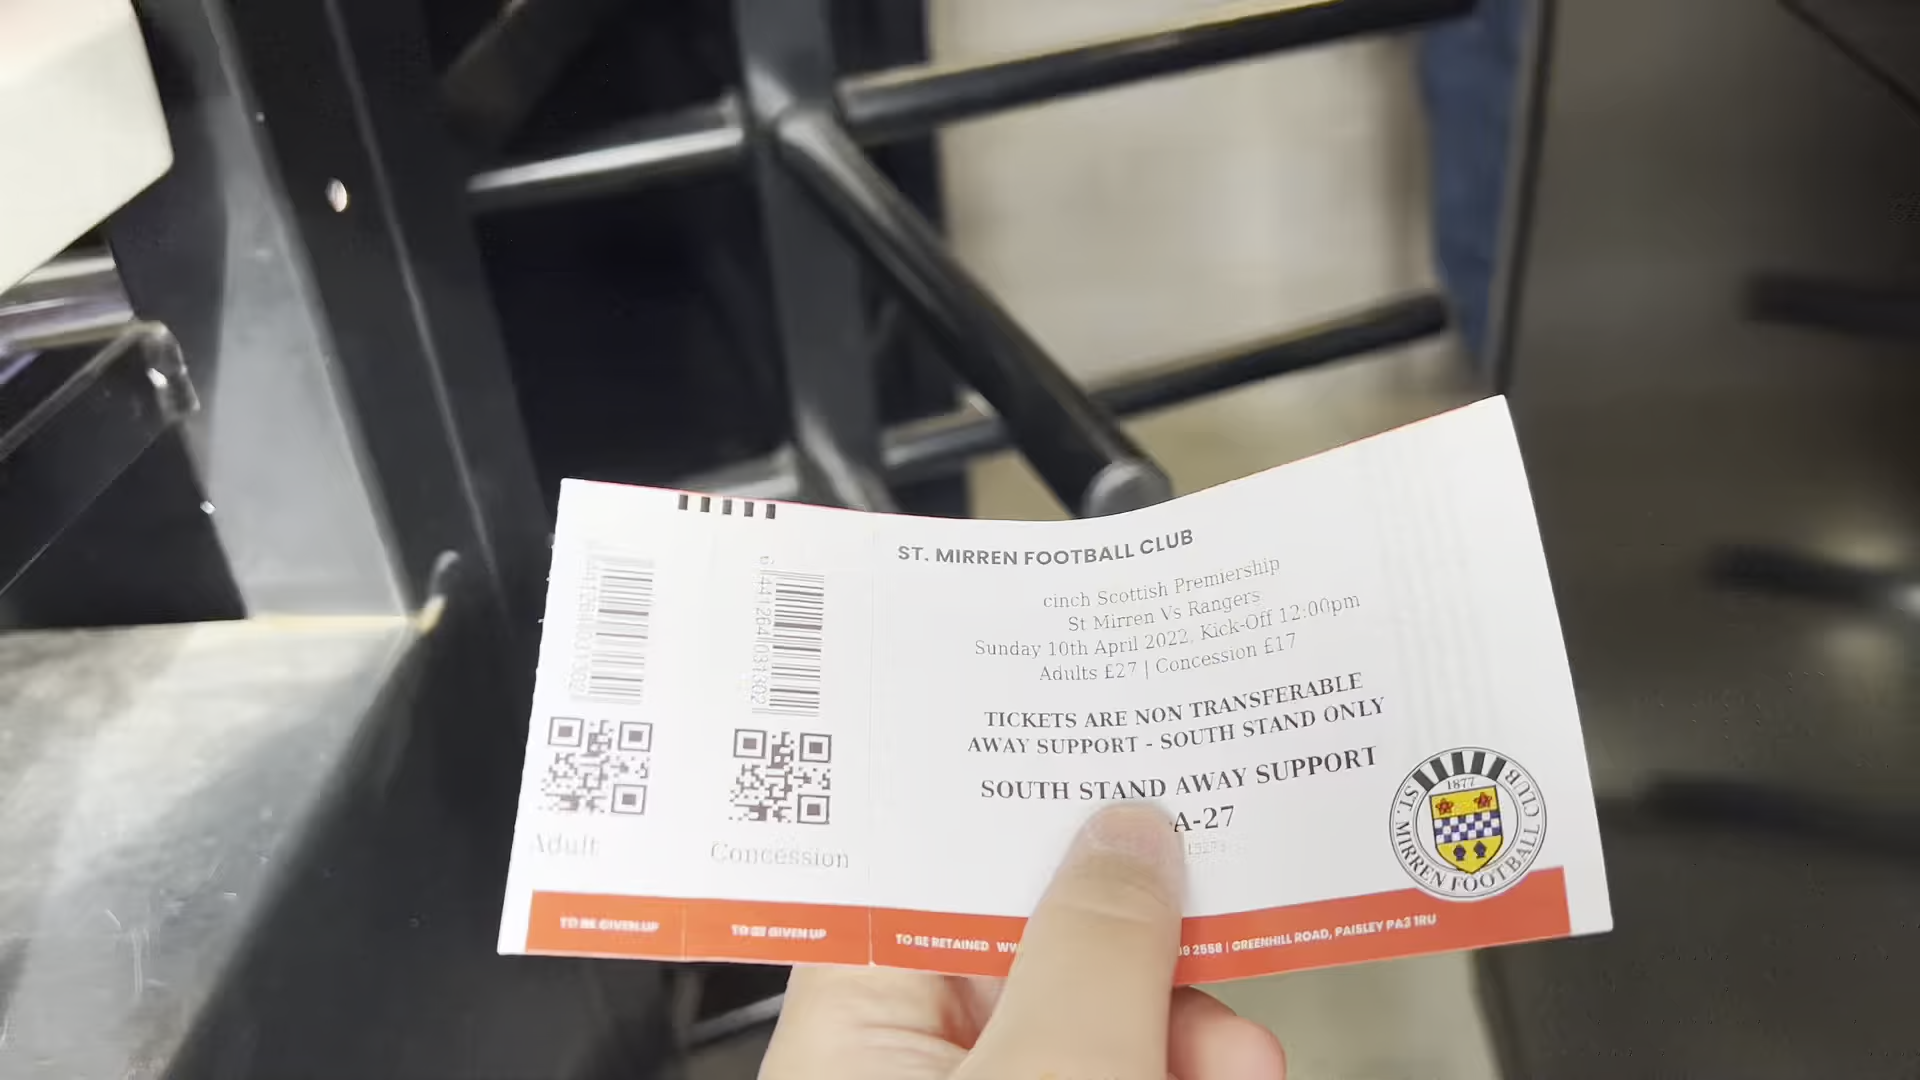 ST. MIRREN FOOTBALL CLUB
cinch Scottish Premiership
St Mirren Vs Rangers
Sunday 10th April 2022, Kick-Off 12:00pm
Adults £27 | Concession £17
TICKETS ARE NON TRANSFERABLE
AWAY SUPPORT - SOUTH STAND ONLY
SOUTH STAND AWAY SUPPORT
A-27
1877
ST. MIRREN FOOTBALL CLUB
Adult
Concession
TO BE GIVEN UP
TO BE GIVEN UP
TO BE RETAINED
2558 | GREENHILL ROAD, PAISLEY PA3 1RU